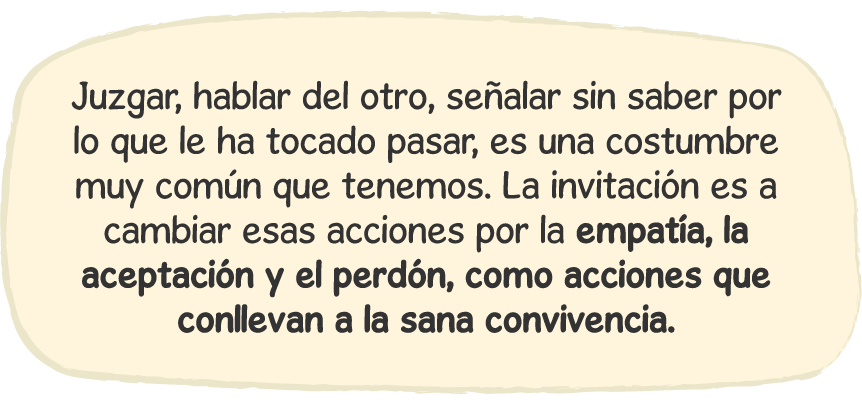 Juzgar, hablar del otro, señalar sin saber por
lo que le ha tocado pasar, es una costumbre
muy común que tenemos. La invitación es a
cambiar esas acciones por la empatía, la
aceptación y el perdón, como acciones que
conllevan a la sana convivencia.